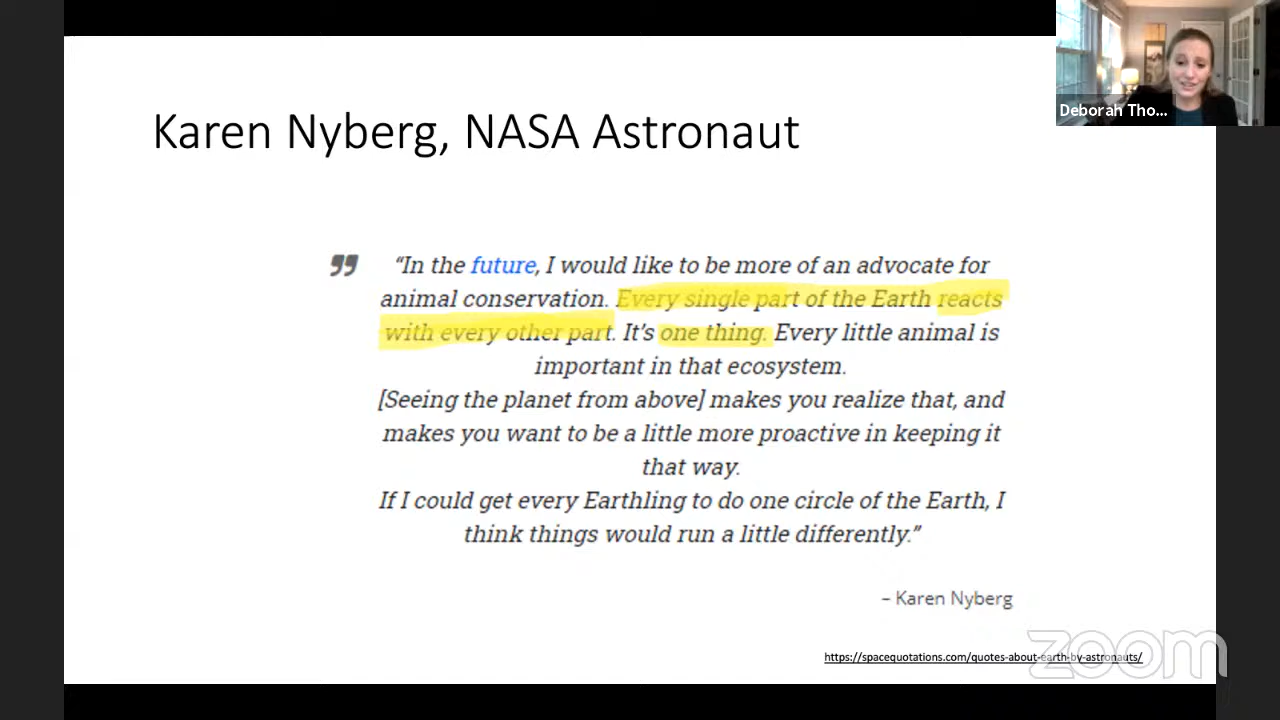 Deborah Tho...
Karen Nyberg, NASA Astronaut
“In the future, I would like to be more of an advocate for
animal conservation. Every single part of the Earth reacts
with every other part. It’s one thing. Every little animal is
important in that ecosystem.
[Seeing the planet from above] makes you realize that, and
makes you want to be a little more proactive in keeping it
that way.
If I could get every Earthling to do one circle of the Earth, I
think things would run a little differently.”
– Karen Nyberg
https://spacequotations.com/quotes-about-earth-by-astronauts/
zoom